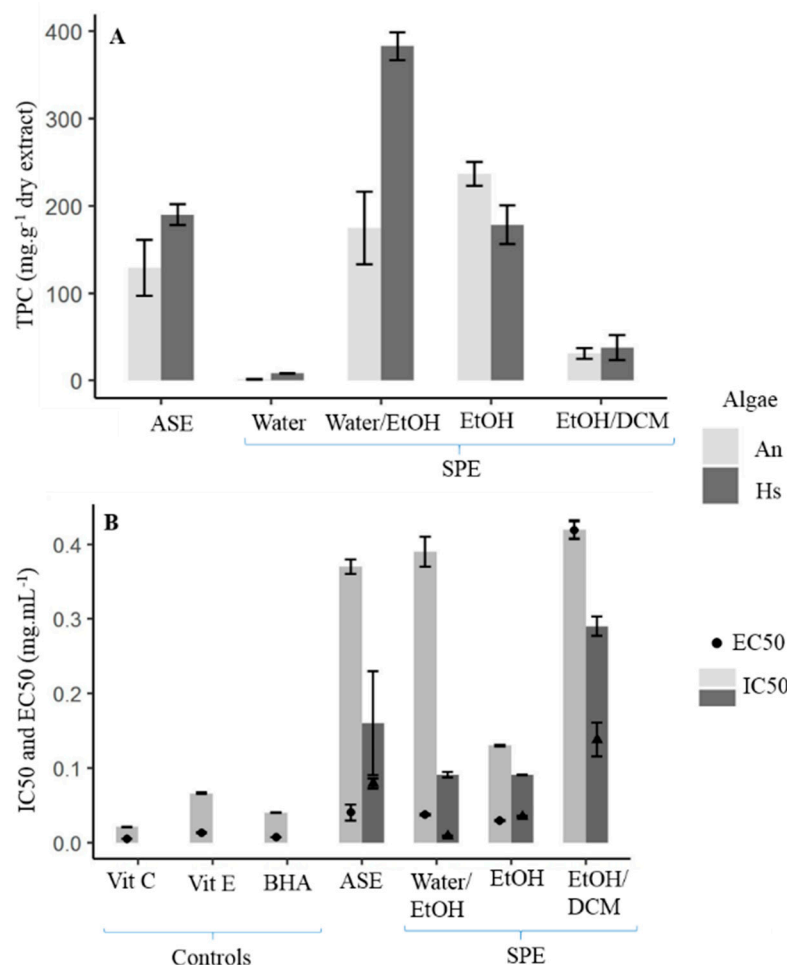 A
TPC (mg.g⁻¹ dry extract)
400
300
200
100
0
ASE
Water
Water/EtOH
EtOH
EtOH/DCM
SPE
Algae
An
Hs
B
IC50 and EC50 (mg.mL⁻¹)
0.4
0.3
0.2
0.1
0.0
Vit C
Vit E
BHA
ASE
Water/
EtOH
EtOH
EtOH/
DCM
Controls
SPE
EC50
IC50